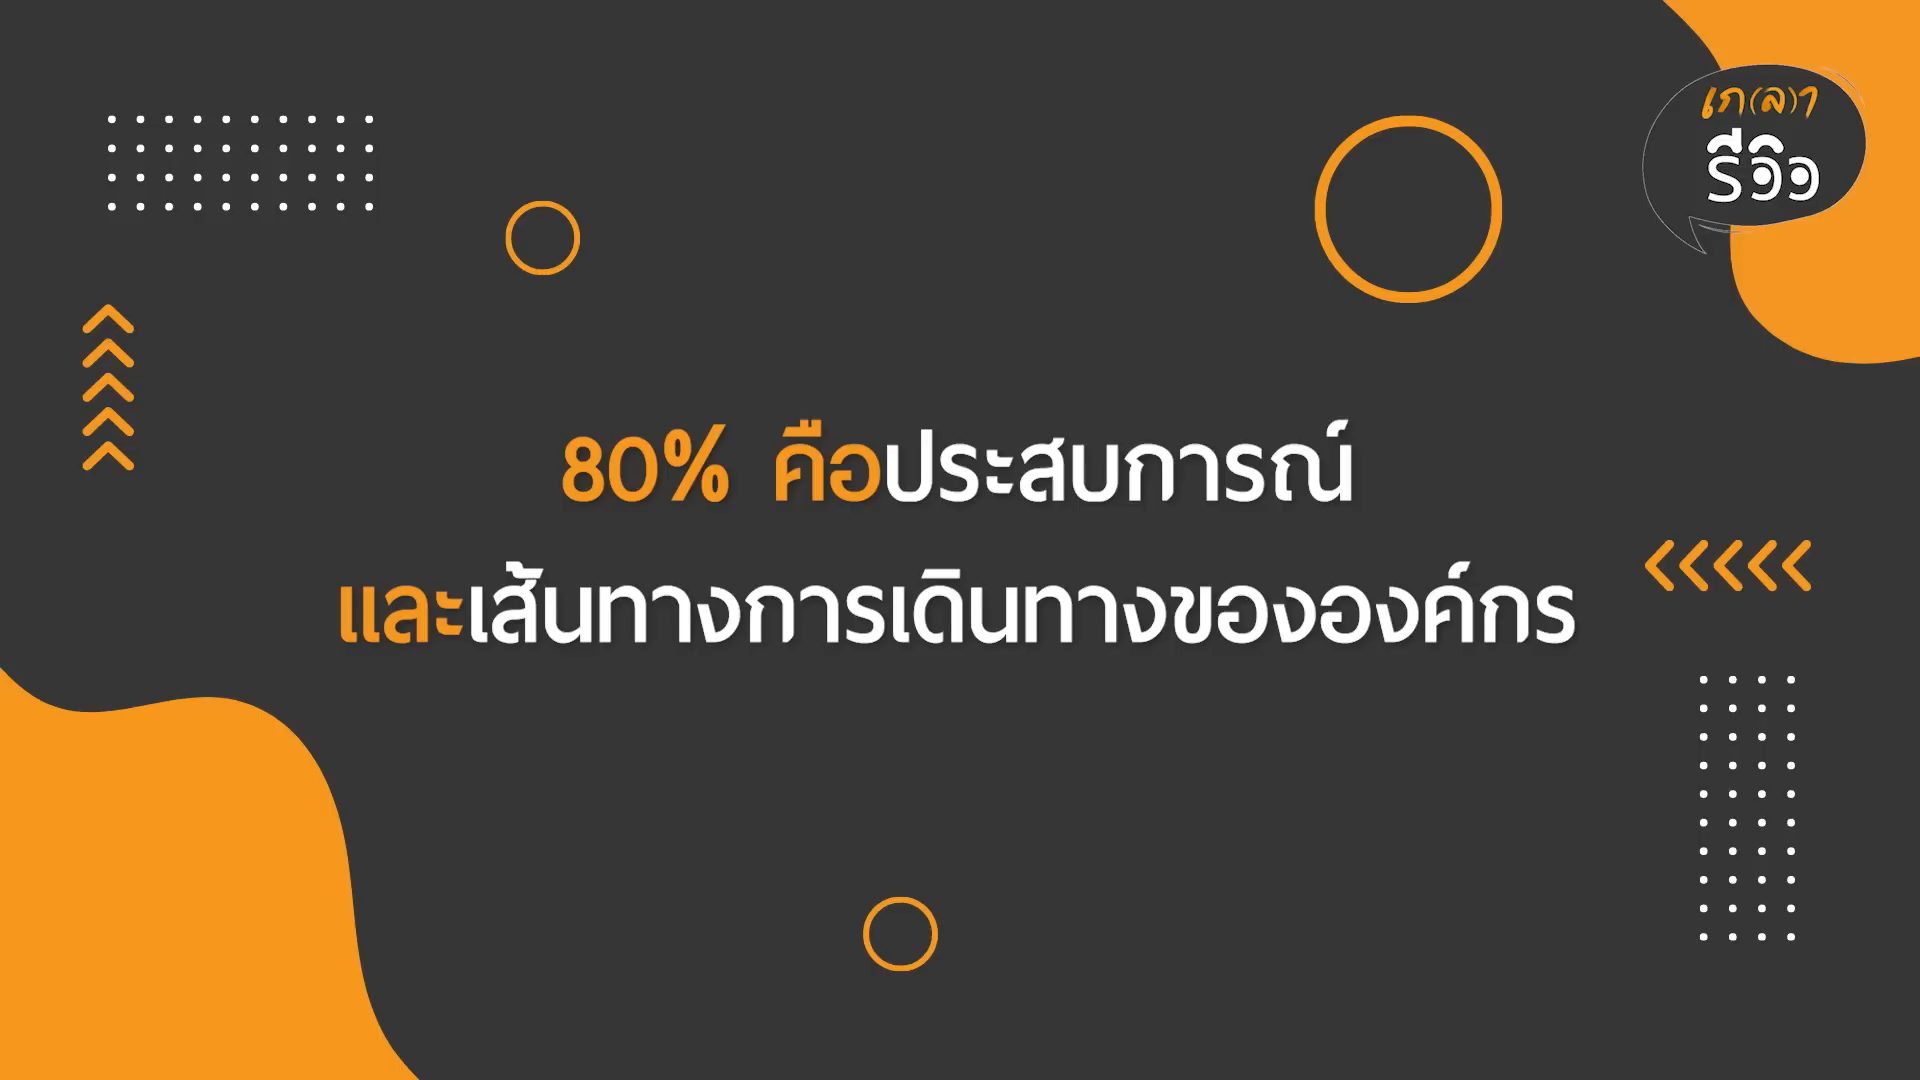 เก(ล)า
รีวิว
80% คือประสบการณ์
และเส้นทางการเดินทางขององค์กร